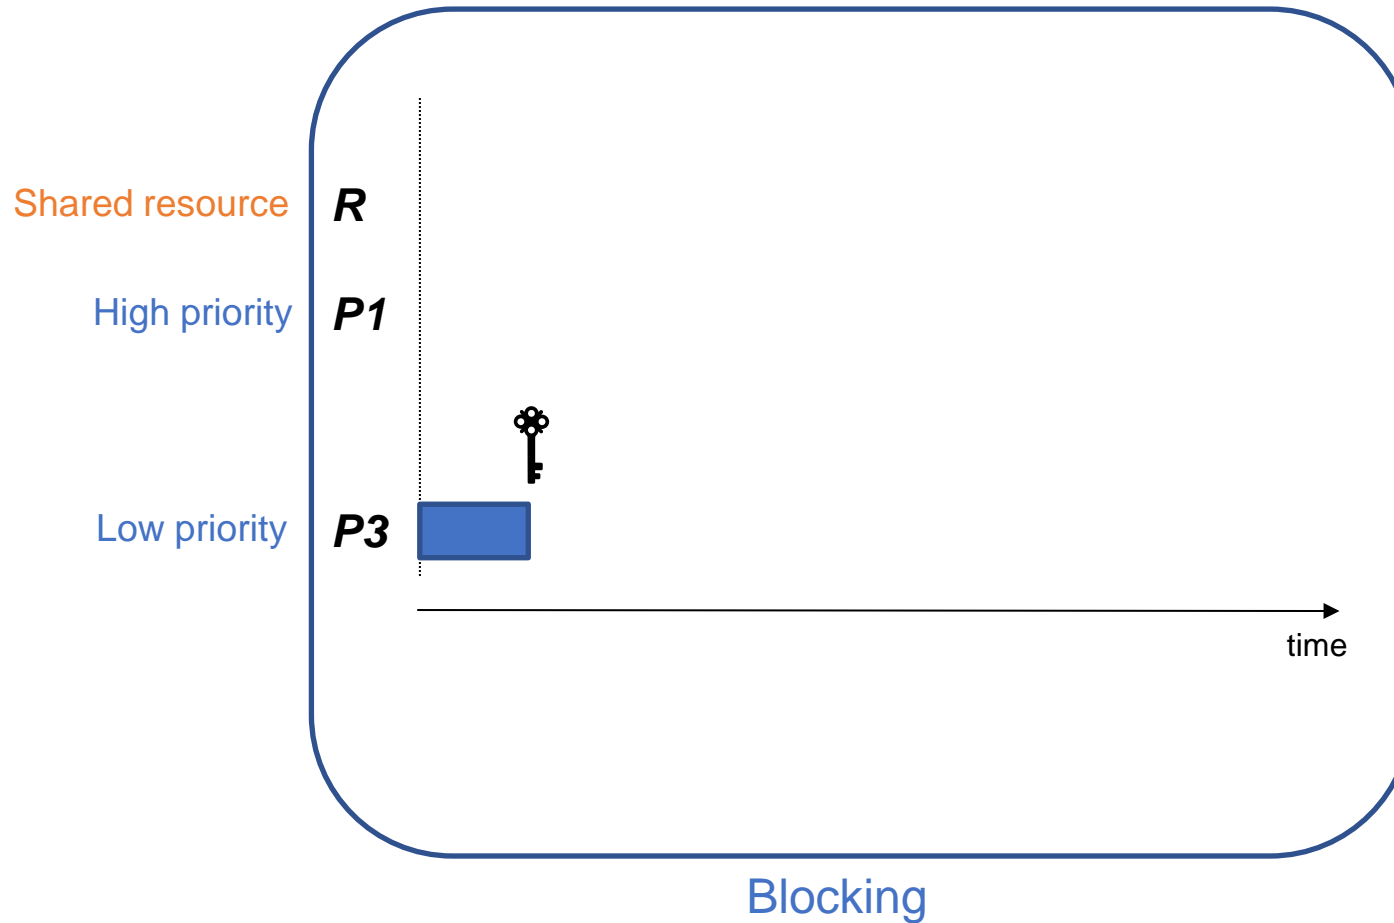 Shared resource R
High priority P1
Low priority P3
time
Blocking